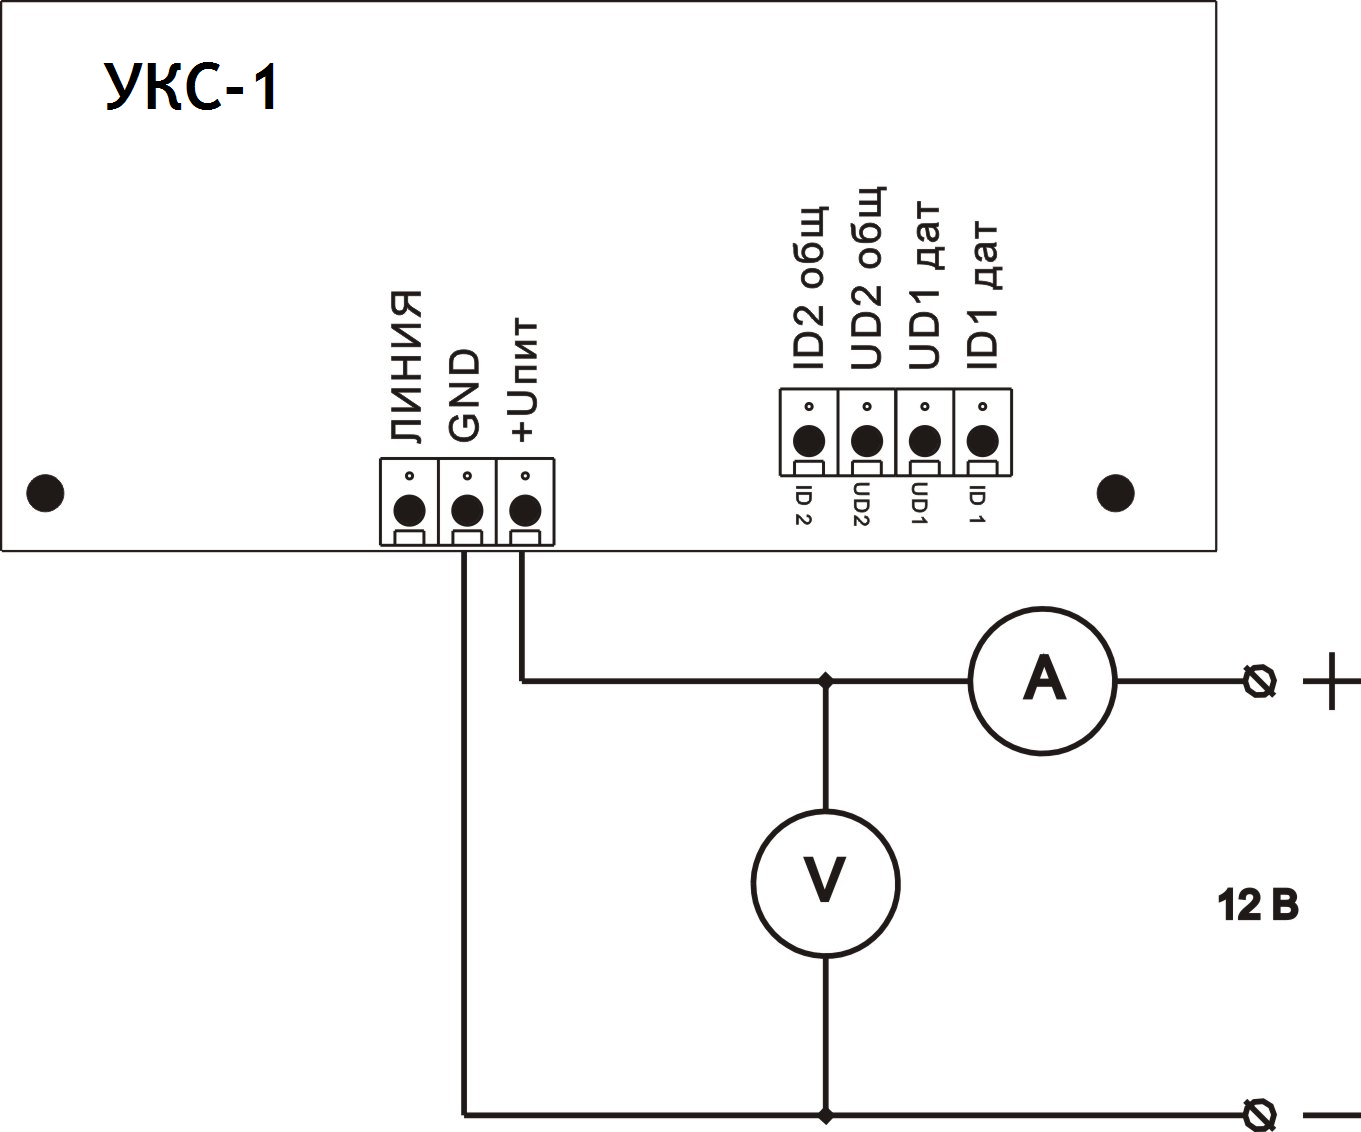 УКС-1
ЛИНИЯ
GND
+Uпит
ID2 общ
UD2 общ
UD1 дат
ID1 дат
ID 2
UD2
UD1
ID 1
A
+
V
12 В
—